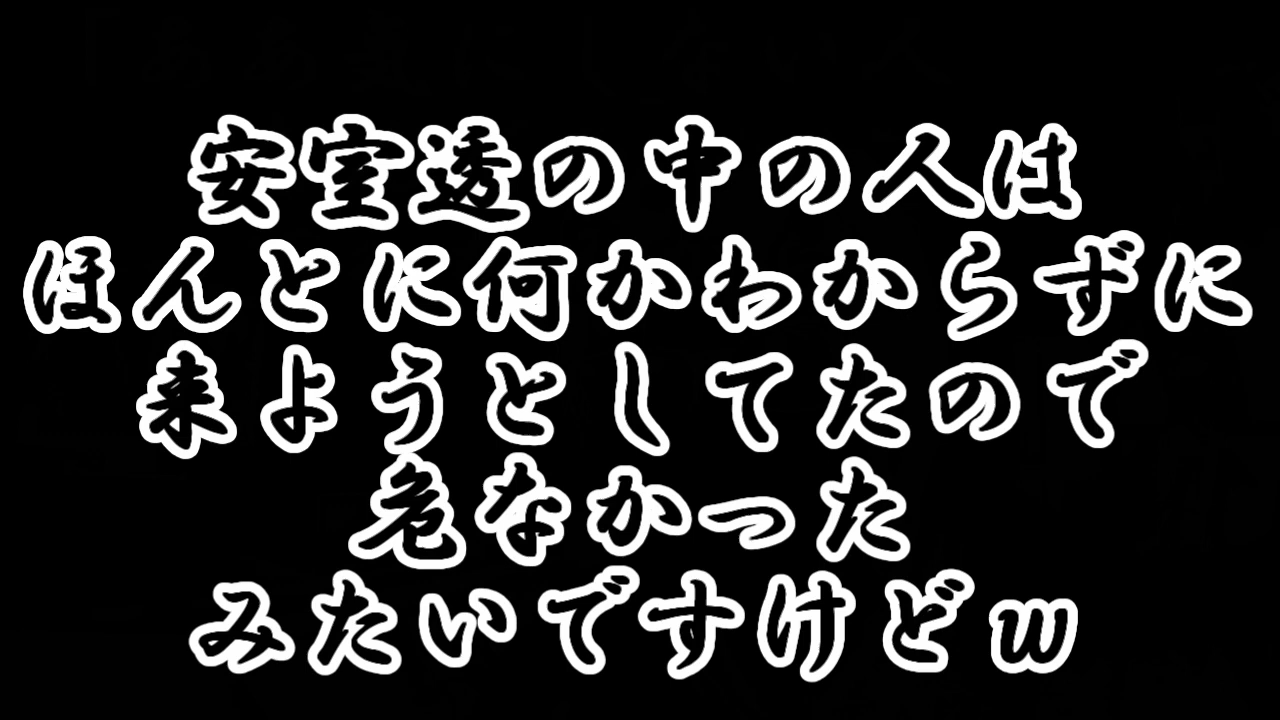 安室透の中の人は
ほんとに何かわからずに
来ようとしてたので
危なかった
みたいですけどw